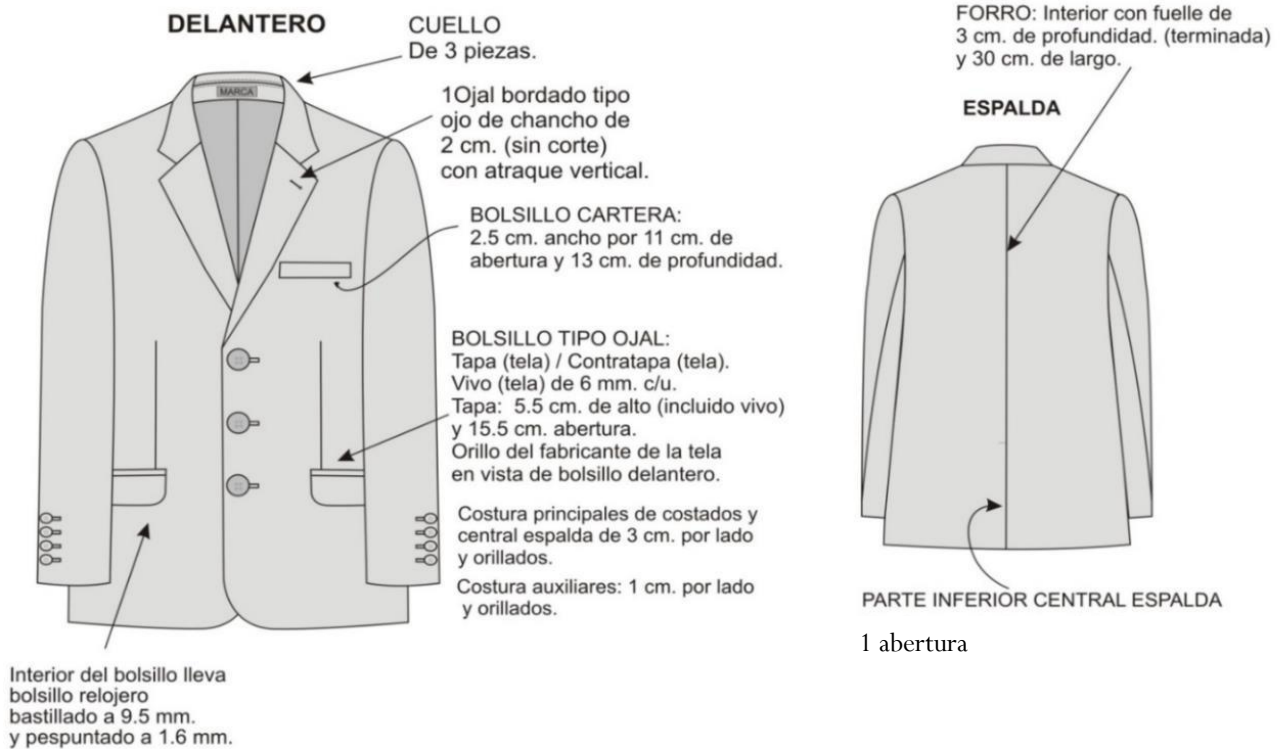 DELANTERO
CUELLO
De 3 piezas.
MARCA
1Ojal bordado tipo
ojo de chancho de
2 cm. (sin corte)
con atraque vertical.
BOLSILLO CARTERA:
2.5 cm. ancho por 11 cm. de
abertura y 13 cm. de profundidad.
BOLSILLO TIPO OJAL:
Tapa (tela) / Contratapa (tela).
Vivo (tela) de 6 mm. c/u.
Tapa: 5.5 cm. de alto (incluido vivo)
y 15.5 cm. abertura.
Orillo del fabricante de la tela
en vista de bolsillo delantero.
Costura principales de costados y
central espalda de 3 cm. por lado
y orillados.
Costura auxiliares: 1 cm. por lado
y orillados.
Interior del bolsillo lleva
bolsillo relojero
bastillado a 9.5 mm.
y pespuntado a 1.6 mm.
FORRO: Interior con fuelle de
3 cm. de profundidad. (terminada)
y 30 cm. de largo.
ESPALDA
PARTE INFERIOR CENTRAL ESPALDA
1 abertura